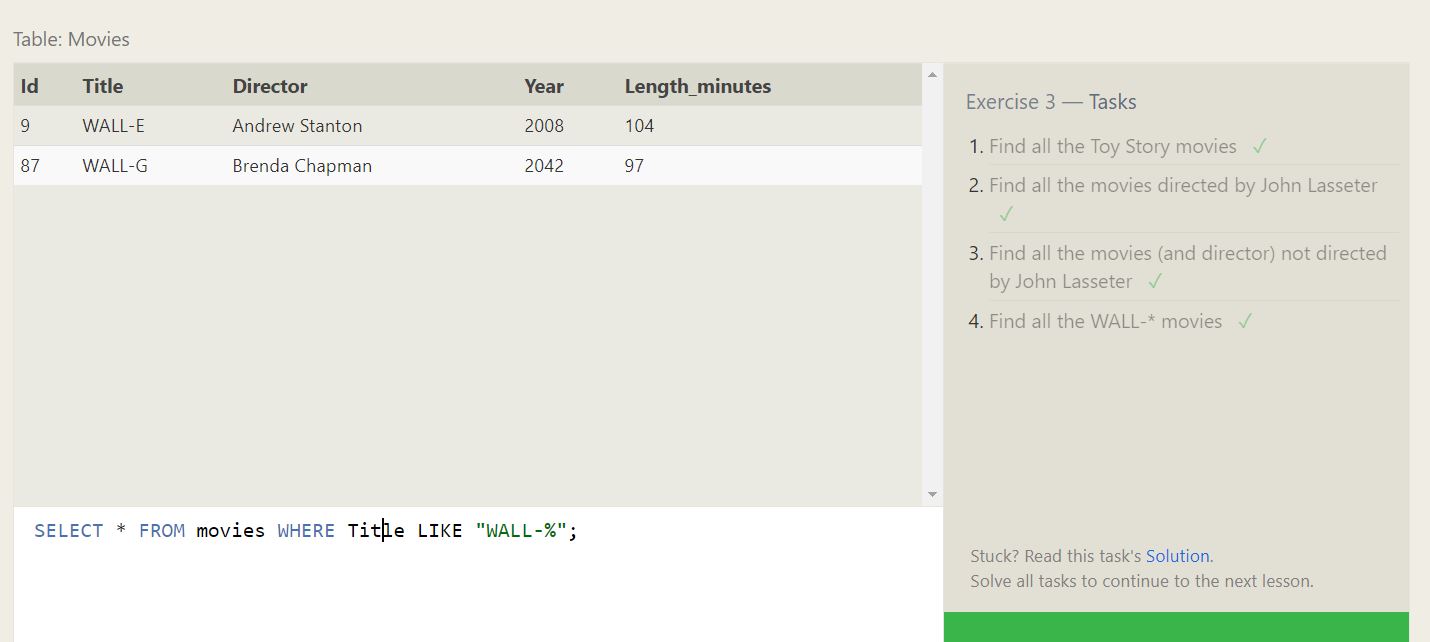 Table: Movies
Id Title Director Year Length_minutes
9 WALL-E Andrew Stanton 2008 104
87 WALL-G Brenda Chapman 2042 97
SELECT * FROM movies WHERE Title LIKE "WALL-%";
Exercise 3 — Tasks
1. Find all the Toy Story movies ✓
2. Find all the movies directed by John Lasseter
✓
3. Find all the movies (and director) not directed
by John Lasseter ✓
4. Find all the WALL-* movies ✓
Stuck? Read this task's Solution.
Solve all tasks to continue to the next lesson.